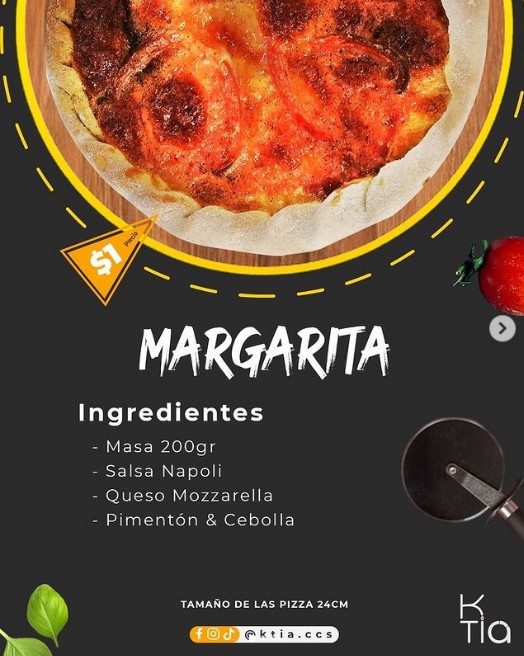 Precio
$1
MARGARITA
Ingredientes
- Masa 200gr
- Salsa Napoli
- Queso Mozzarella
- Pimentón & Cebolla
TAMAÑO DE LAS PIZZA 24CM
@ktia.ccs
K
Tia